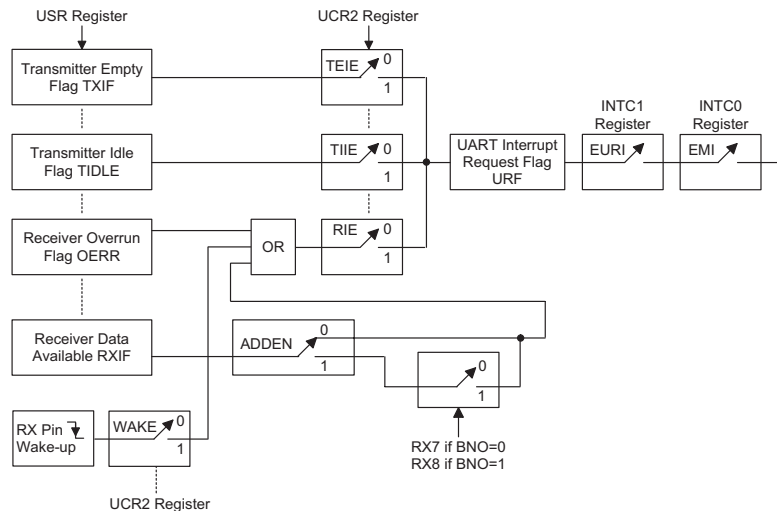 USR Register
UCR2 Register
Transmitter Empty
Flag TXIF
TEIE
0
1
INTC1
Register
INTC0
Register
Transmitter Idle
Flag TIDLE
TIIE
0
1
UART Interrupt
Request Flag
URF
EURI
EMI
Receiver Overrun
Flag OERR
OR
RIE
0
1
Receiver Data
Available RXIF
ADDEN
0
1
0
1
RX Pin
Wake-up
WAKE
0
1
RX7 if BNO=0
RX8 if BNO=1
UCR2 Register